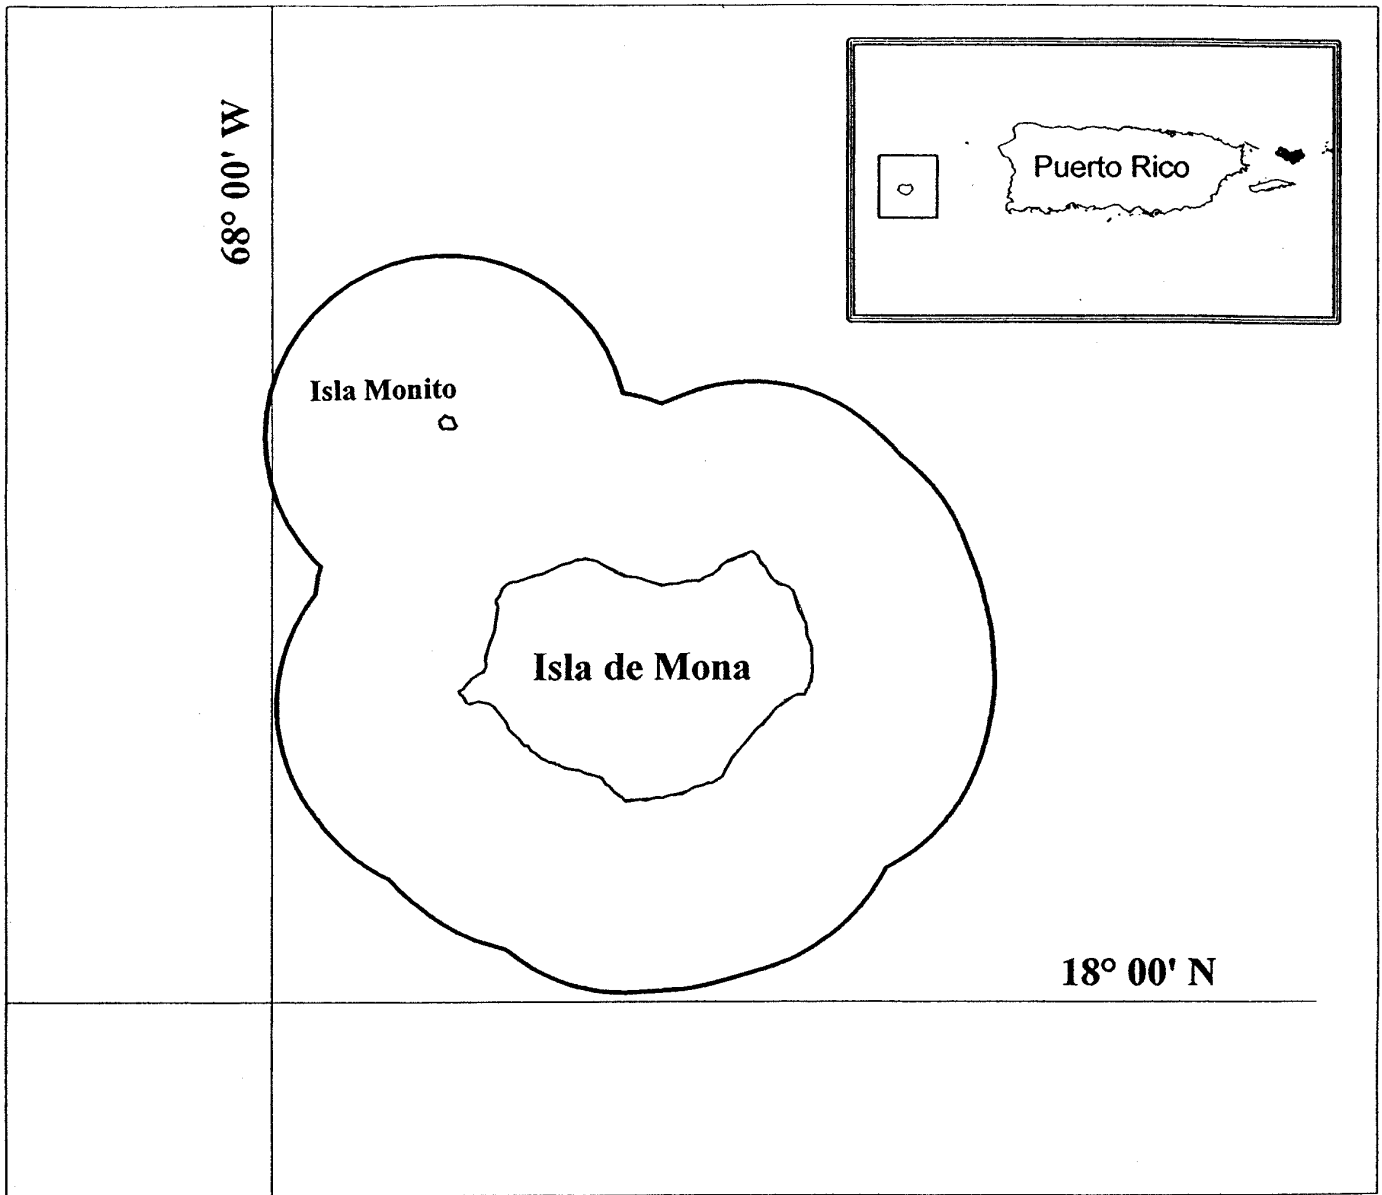 68° 00' W
Puerto Rico
Isla Monito
Isla de Mona
18° 00' N